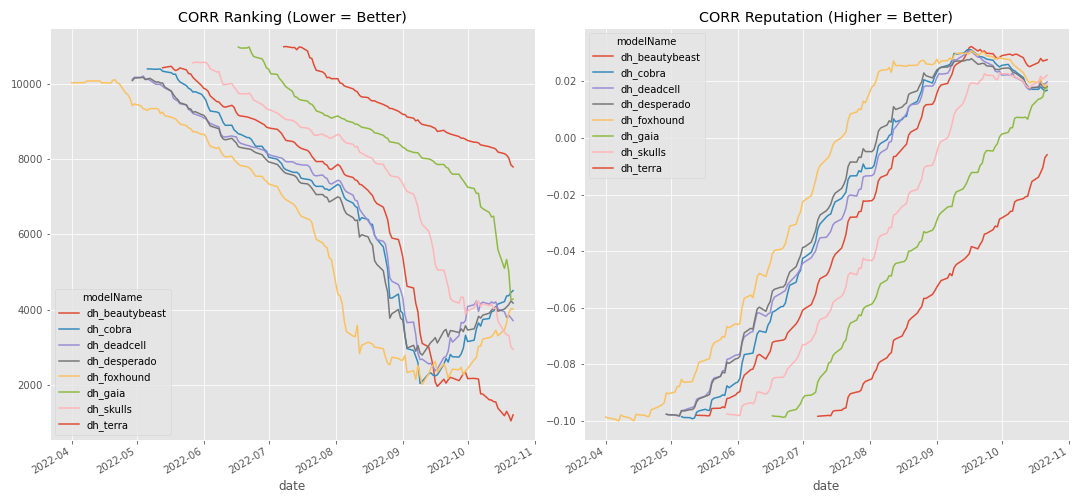 CORR Ranking (Lower = Better)
10000
8000
6000
4000
2000
modelName
dh_beautybeast
dh_cobra
dh_deadcell
dh_desperado
dh_foxhound
dh_gaia
dh_skulls
dh_terra
2022-04
2022-05
2022-06
2022-07
2022-08
2022-09
2022-10
2022-11
date
CORR Reputation (Higher = Better)
modelName
dh_beautybeast
dh_cobra
dh_deadcell
dh_desperado
dh_foxhound
dh_gaia
dh_skulls
dh_terra
0.02
0.00
−0.02
−0.04
−0.06
−0.08
−0.10
2022-04
2022-05
2022-06
2022-07
2022-08
2022-09
2022-10
2022-11
date